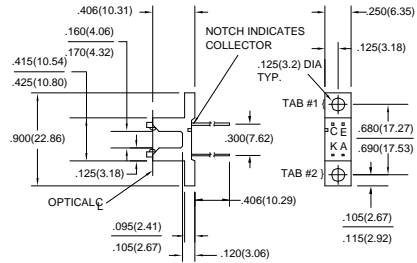 .406(10.31)
.250(6.35)
NOTCH INDICATES
COLLECTOR
.160(4.06)
.170(4.32)
.125(3.18)
.125(3.2) DIA
TYP.
.415(10.54)
.425(10.80)
TAB #1
C E
K A
.900(22.86)
.300(7.62)
.680(17.27)
.690(17.53)
.125(3.18)
TAB #2
OPTICAL
C
L
.406(10.29)
.095(2.41)
.105(2.67)
.105(2.67)
.115(2.92)
.120(3.06)